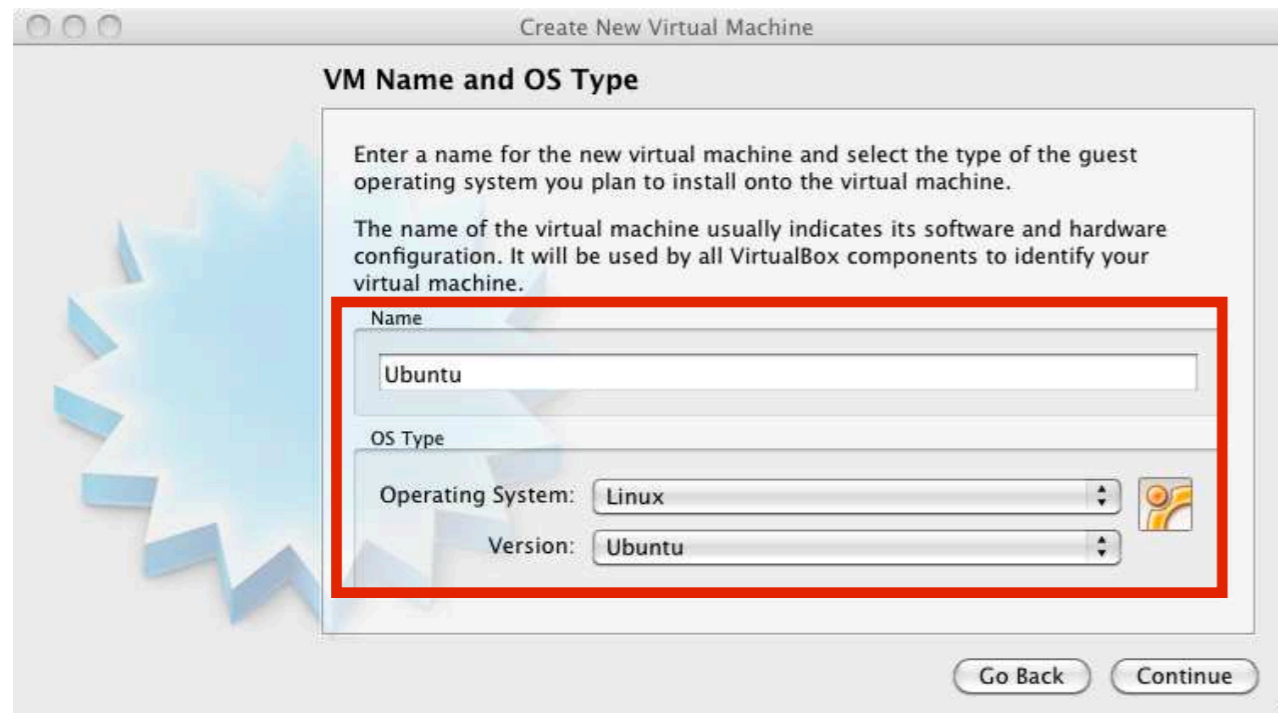 Create New Virtual Machine
VM Name and OS Type
Enter a name for the new virtual machine and select the type of the guest
operating system you plan to install onto the virtual machine.
The name of the virtual machine usually indicates its software and hardware
configuration. It will be used by all VirtualBox components to identify your
virtual machine.
Name
Ubuntu
OS Type
Operating System: Linux
Version: Ubuntu
Go Back Continue